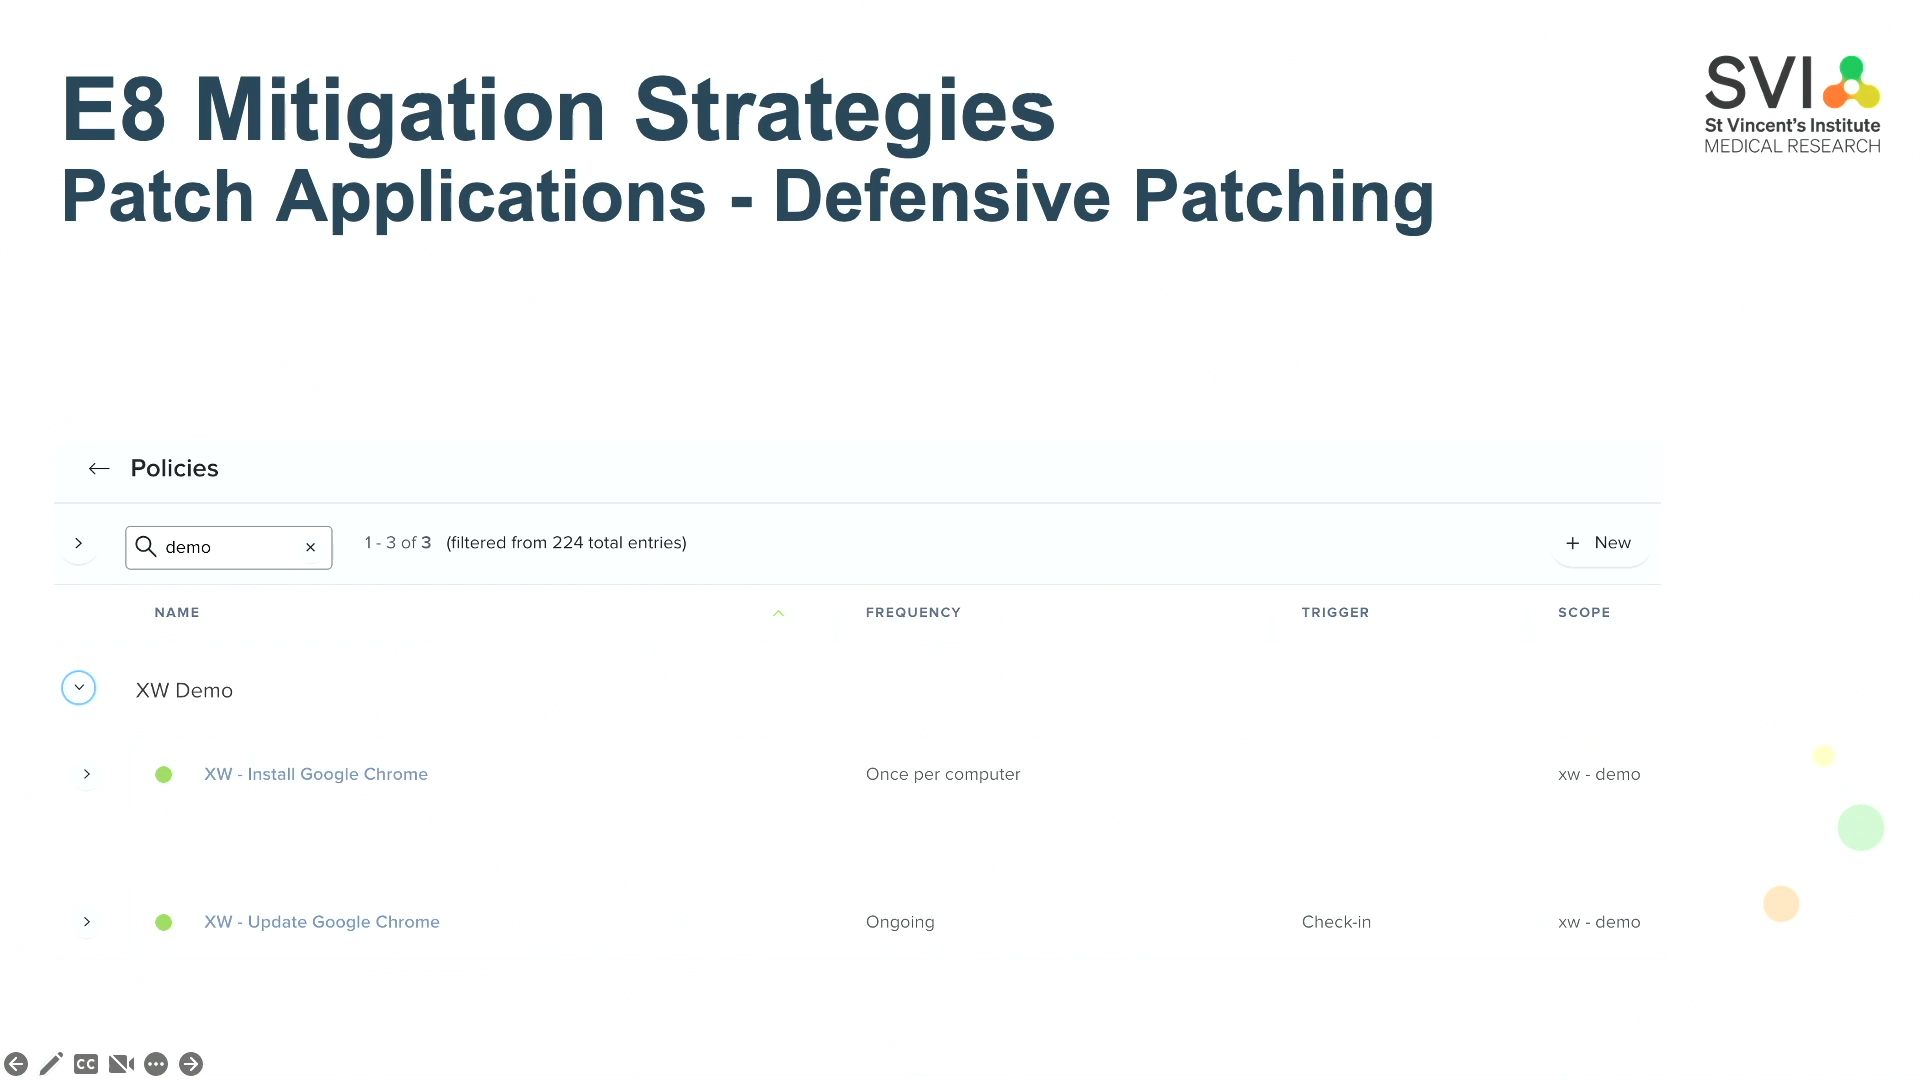 E8 Mitigation Strategies
Patch Applications - Defensive Patching
SVI
St Vincent's Institute
MEDICAL RESEARCH
Policies
demo
1 - 3 of 3 (filtered from 224 total entries)
+ New
NAME FREQUENCY TRIGGER SCOPE
XW Demo
XW - Install Google Chrome Once per computer xw - demo
XW - Update Google Chrome Ongoing Check-in xw - demo
CC